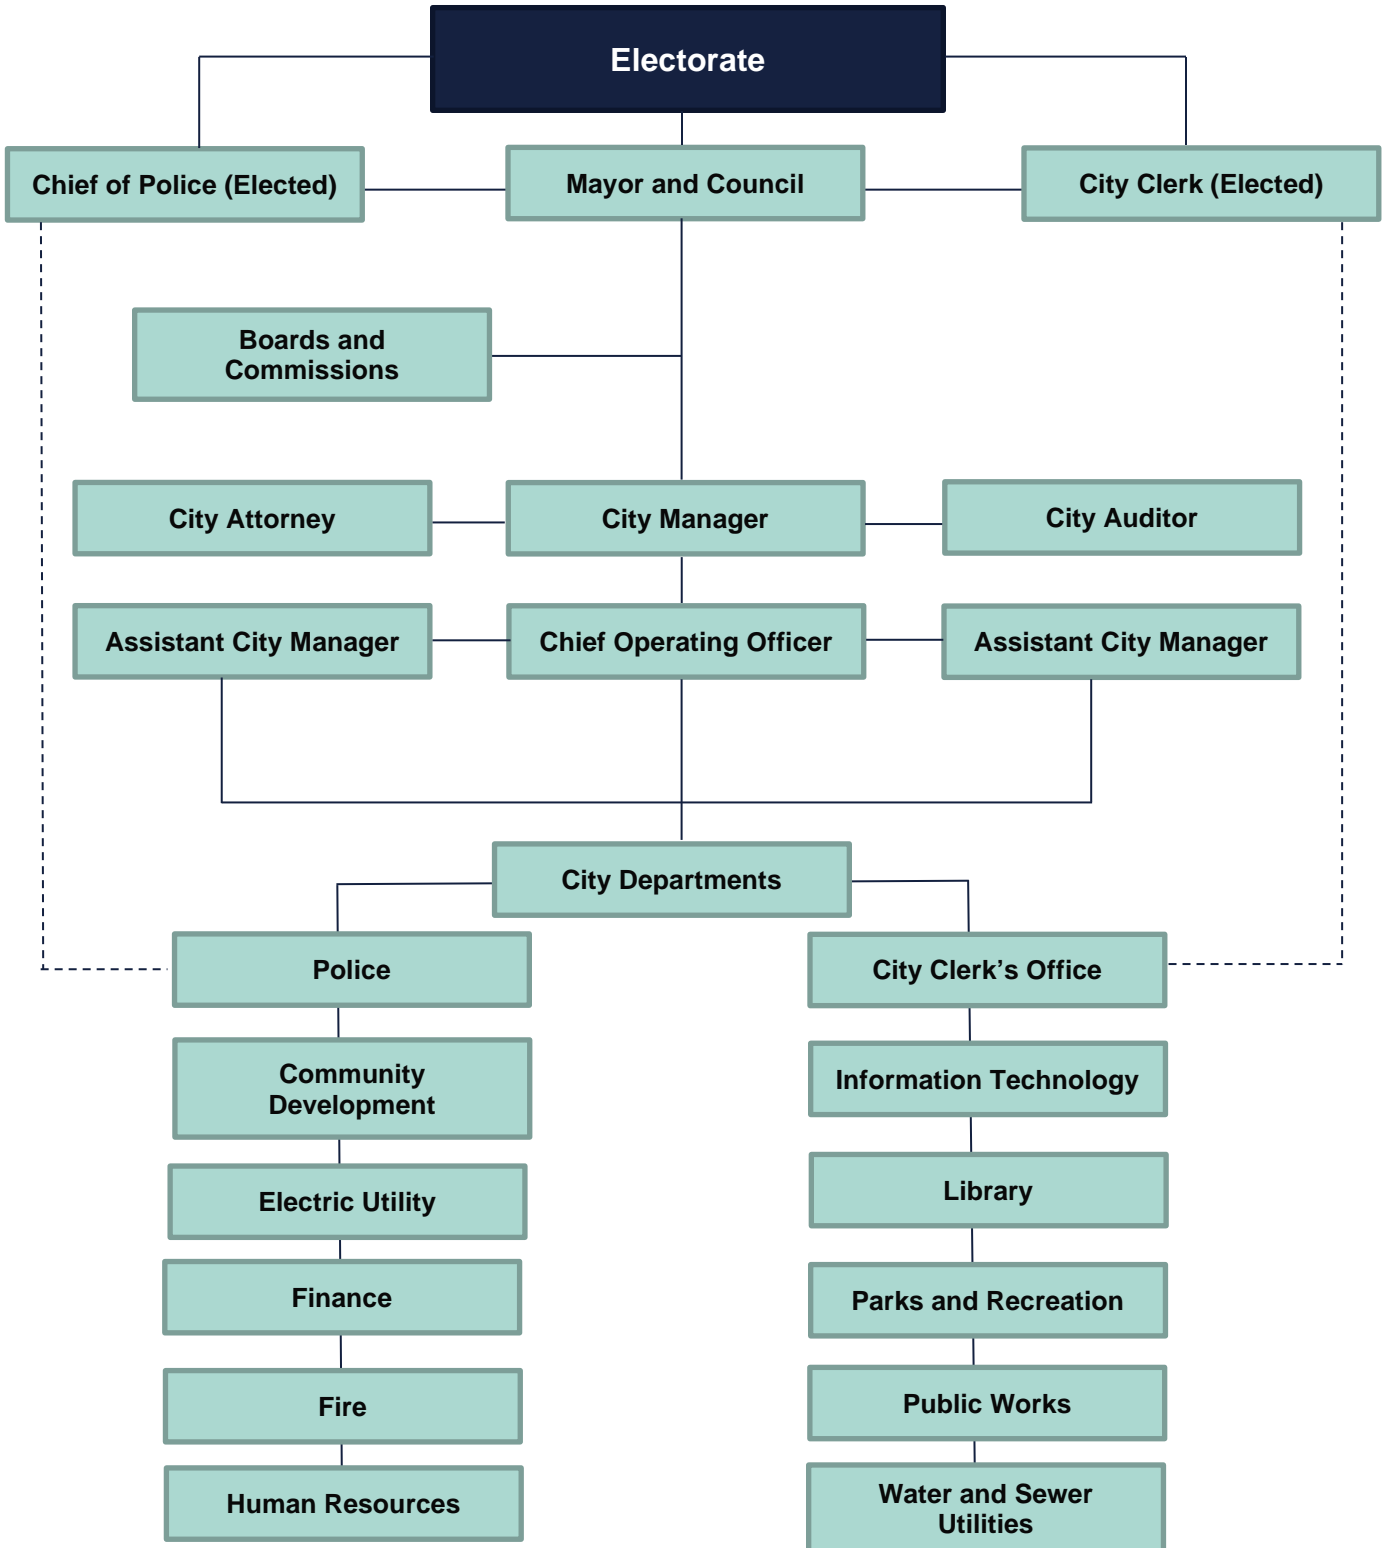 Electorate
Chief of Police (Elected)
Mayor and Council
City Clerk (Elected)
Boards and
Commissions
City Attorney
City Manager
City Auditor
Assistant City Manager
Chief Operating Officer
Assistant City Manager
City Departments
Police
City Clerk’s Office
Community
Development
Information Technology
Electric Utility
Library
Finance
Parks and Recreation
Fire
Public Works
Human Resources
Water and Sewer
Utilities